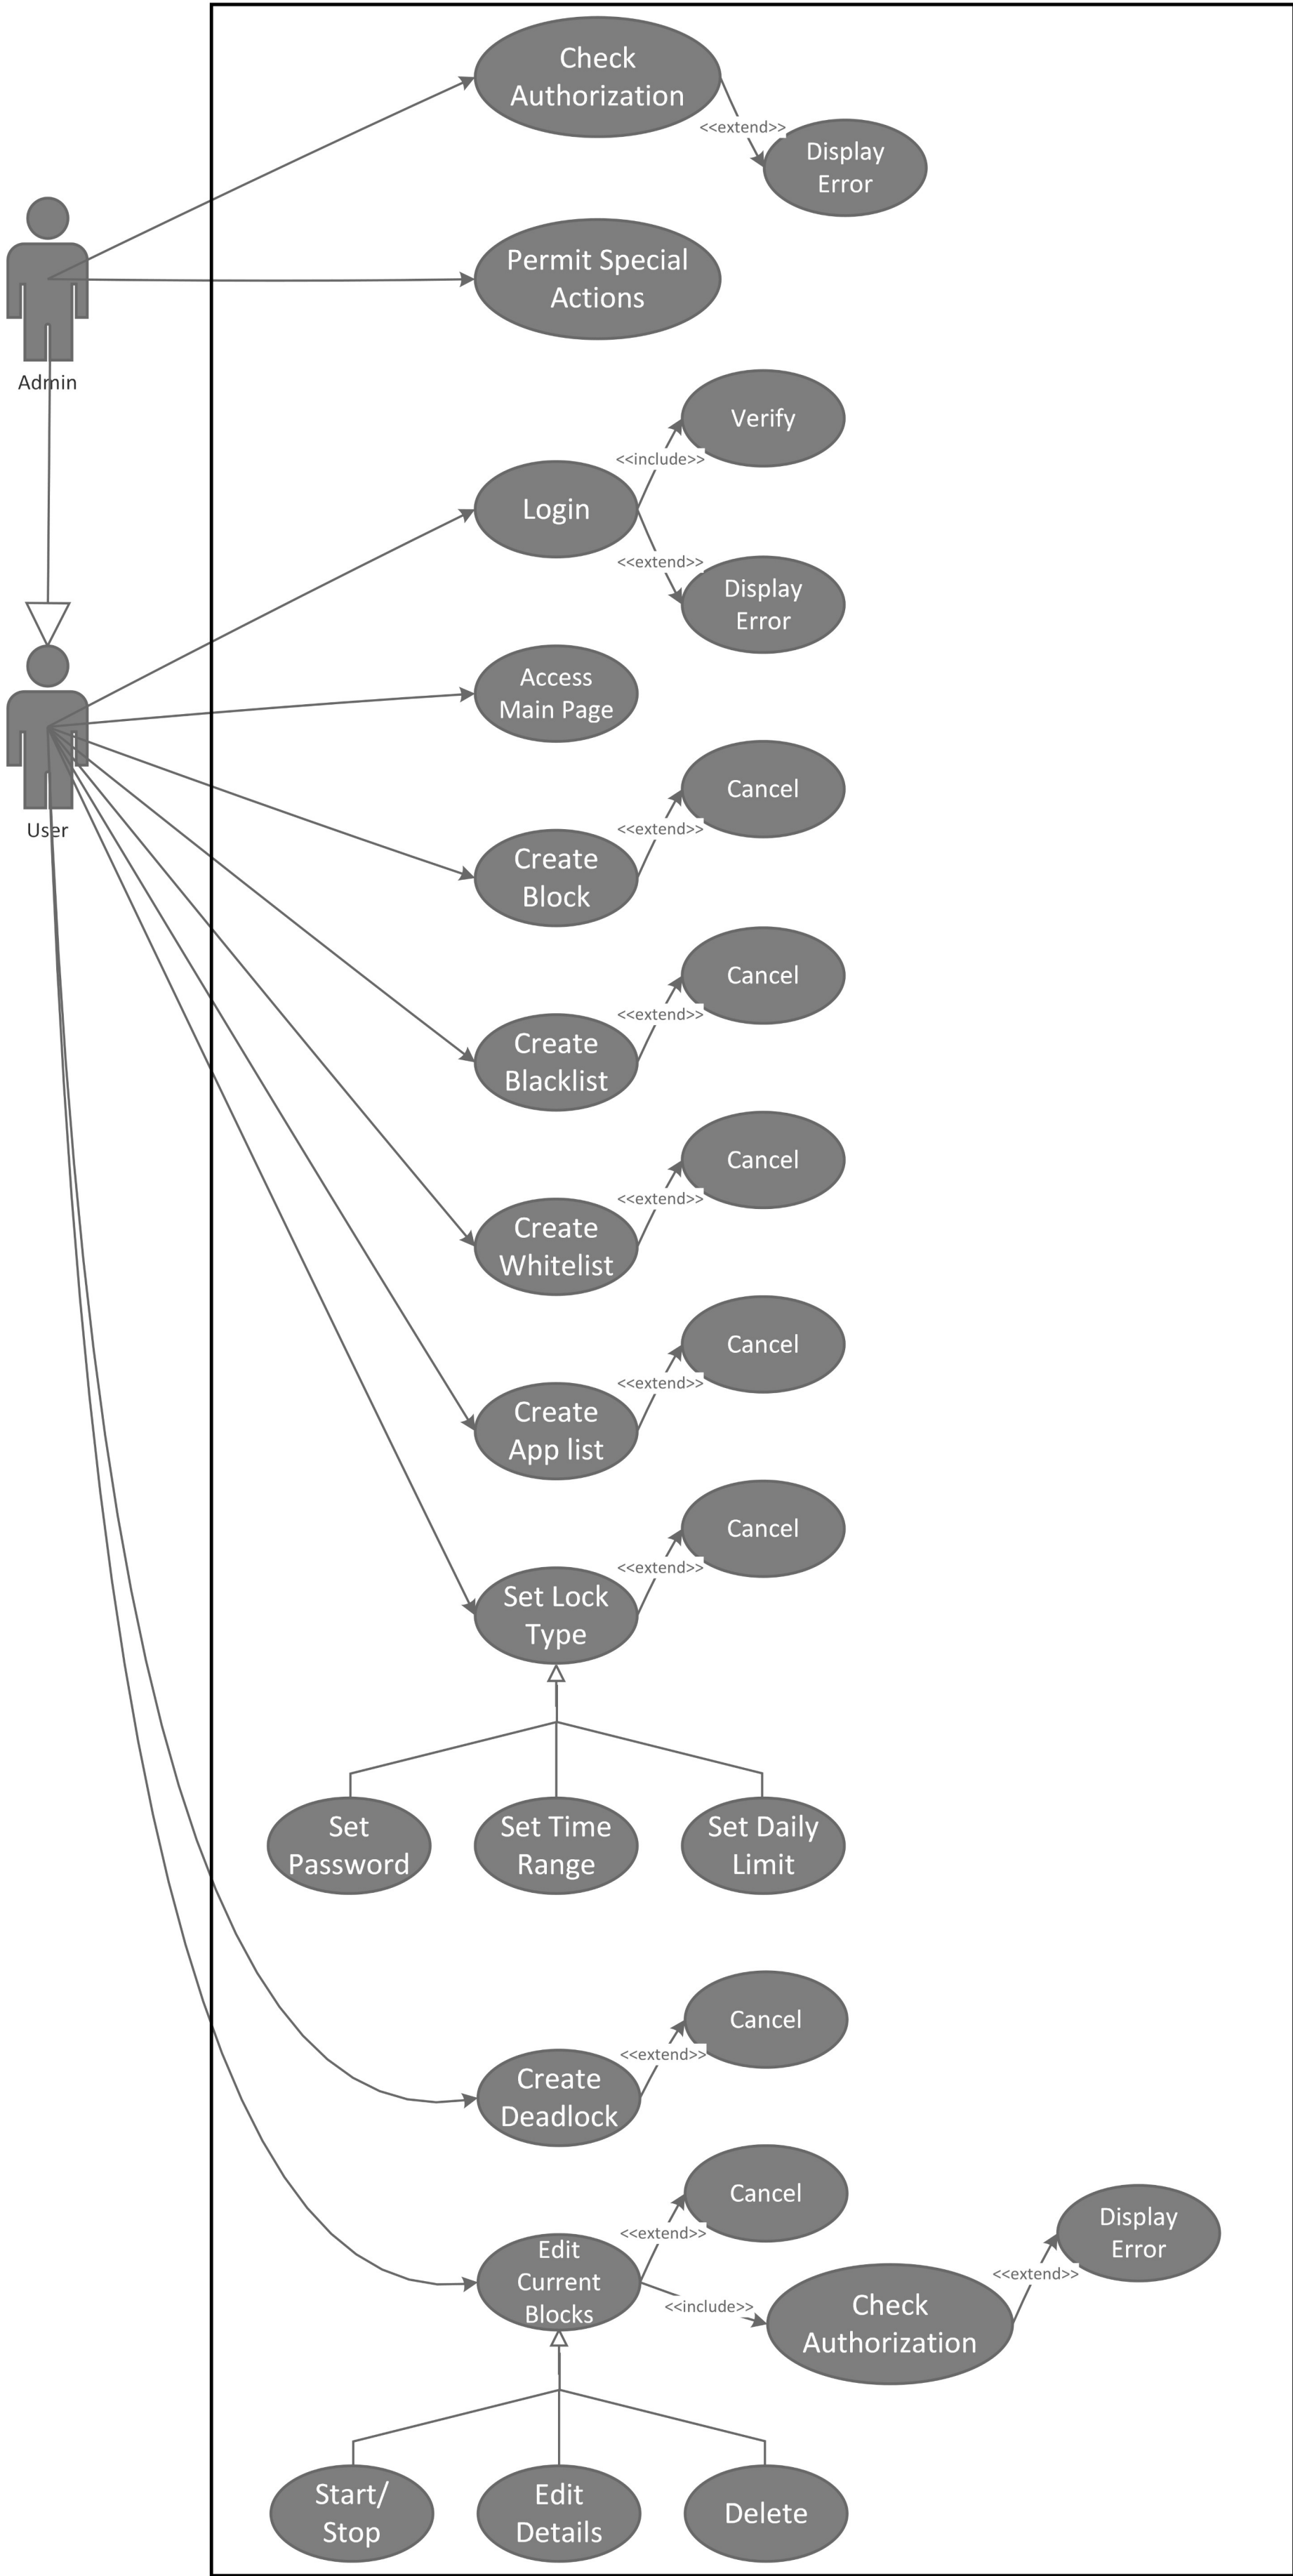 Check
Authorization
<<extend>>
Display
Error
Permit Special
Actions
Admin
Verify
<<include>>
Login
<<extend>>
Display
Error
Access
Main Page
User
Cancel
<<extend>>
Create
Block
Cancel
<<extend>>
Create
Blacklist
Cancel
<<extend>>
Create
Whitelist
Cancel
<<extend>>
Create
App list
Cancel
<<extend>>
Set Lock
Type
Set
Password
Set Time
Range
Set Daily
Limit
Cancel
<<extend>>
Create
Deadlock
Cancel
<<extend>>
Edit
Current
Blocks
<<include>>
Check
Authorization
<<extend>>
Display
Error
Start/
Stop
Edit
Details
Delete